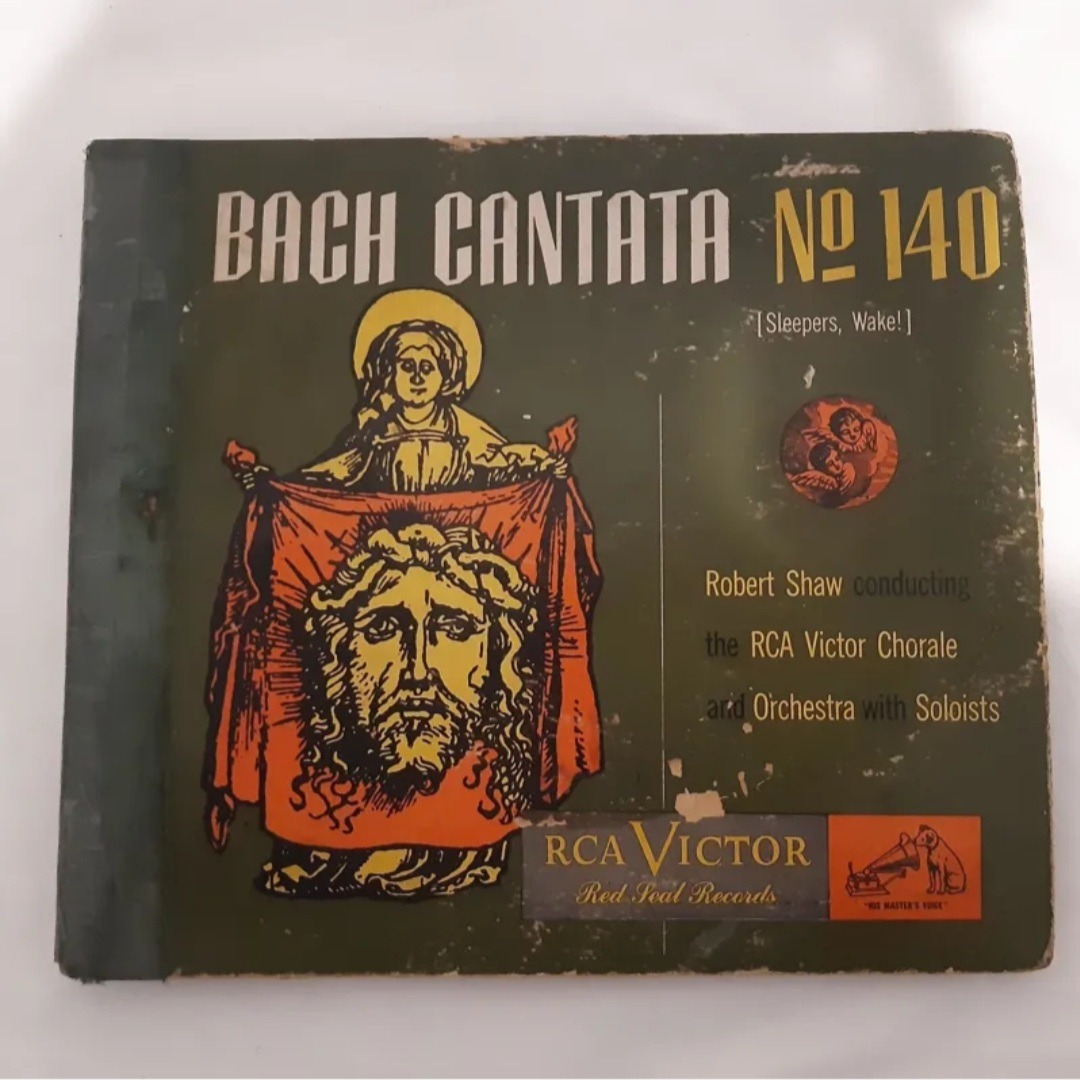 BACH CANTATA Nº 140
[Sleepers, Wake!]
Robert Shaw conducting
the RCA Victor Chorale
and Orchestra with Soloists
RCA VICTOR
Red Seal Records
"HIS MASTER'S VOICE"